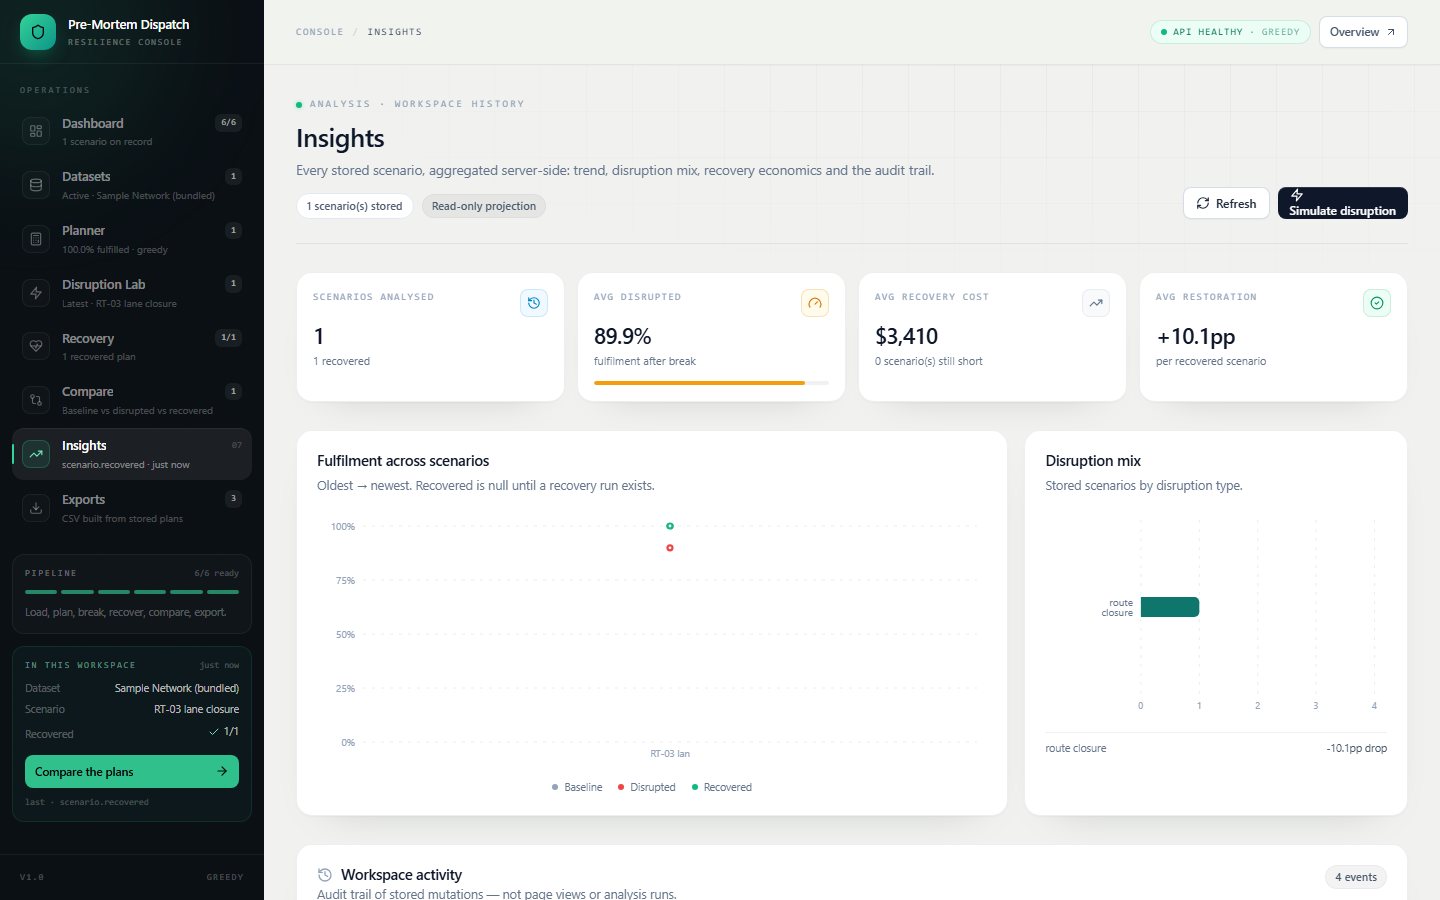 Pre-Mortem Dispatch
RESILIENCE CONSOLE
OPERATIONS
Dashboard
6/6
1 scenario on record
Datasets
1
Active · Sample Network (bundled)
Planner
1
100.0% fulfilled · greedy
Disruption Lab
1
Latest · RT-03 lane closure
Recovery
1/1
1 recovered plan
Compare
1
Baseline vs disrupted vs recovered
Insights
07
scenario.recovered · just now
Exports
3
CSV built from stored plans
PIPELINE
6/6 ready
Load, plan, break, recover, compare, export.
IN THIS WORKSPACE
just now
Dataset
Sample Network (bundled)
Scenario
RT-03 lane closure
Recovered
1/1
Compare the plans
last · scenario.recovered
V1.0
GREEDY
CONSOLE / INSIGHTS
API HEALTHY · GREEDY
Overview
ANALYSIS · WORKSPACE HISTORY
Insights
Every stored scenario, aggregated server-side: trend, disruption mix, recovery economics and the audit trail.
1 scenario(s) stored
Read-only projection
Refresh
Simulate disruption
SCENARIOS ANALYSED
1
1 recovered
AVG DISRUPTED
89.9%
fulfilment after break
AVG RECOVERY COST
$3,410
0 scenario(s) still short
AVG RESTORATION
+10.1pp
per recovered scenario
Fulfilment across scenarios
Oldest → newest. Recovered is null until a recovery run exists.
100%
75%
50%
25%
0%
RT-03 lan
Baseline
Disrupted
Recovered
Disruption mix
Stored scenarios by disruption type.
route
closure
0
1
2
3
4
route closure
-10.1pp drop
Workspace activity
4 events
Audit trail of stored mutations — not page views or analysis runs.